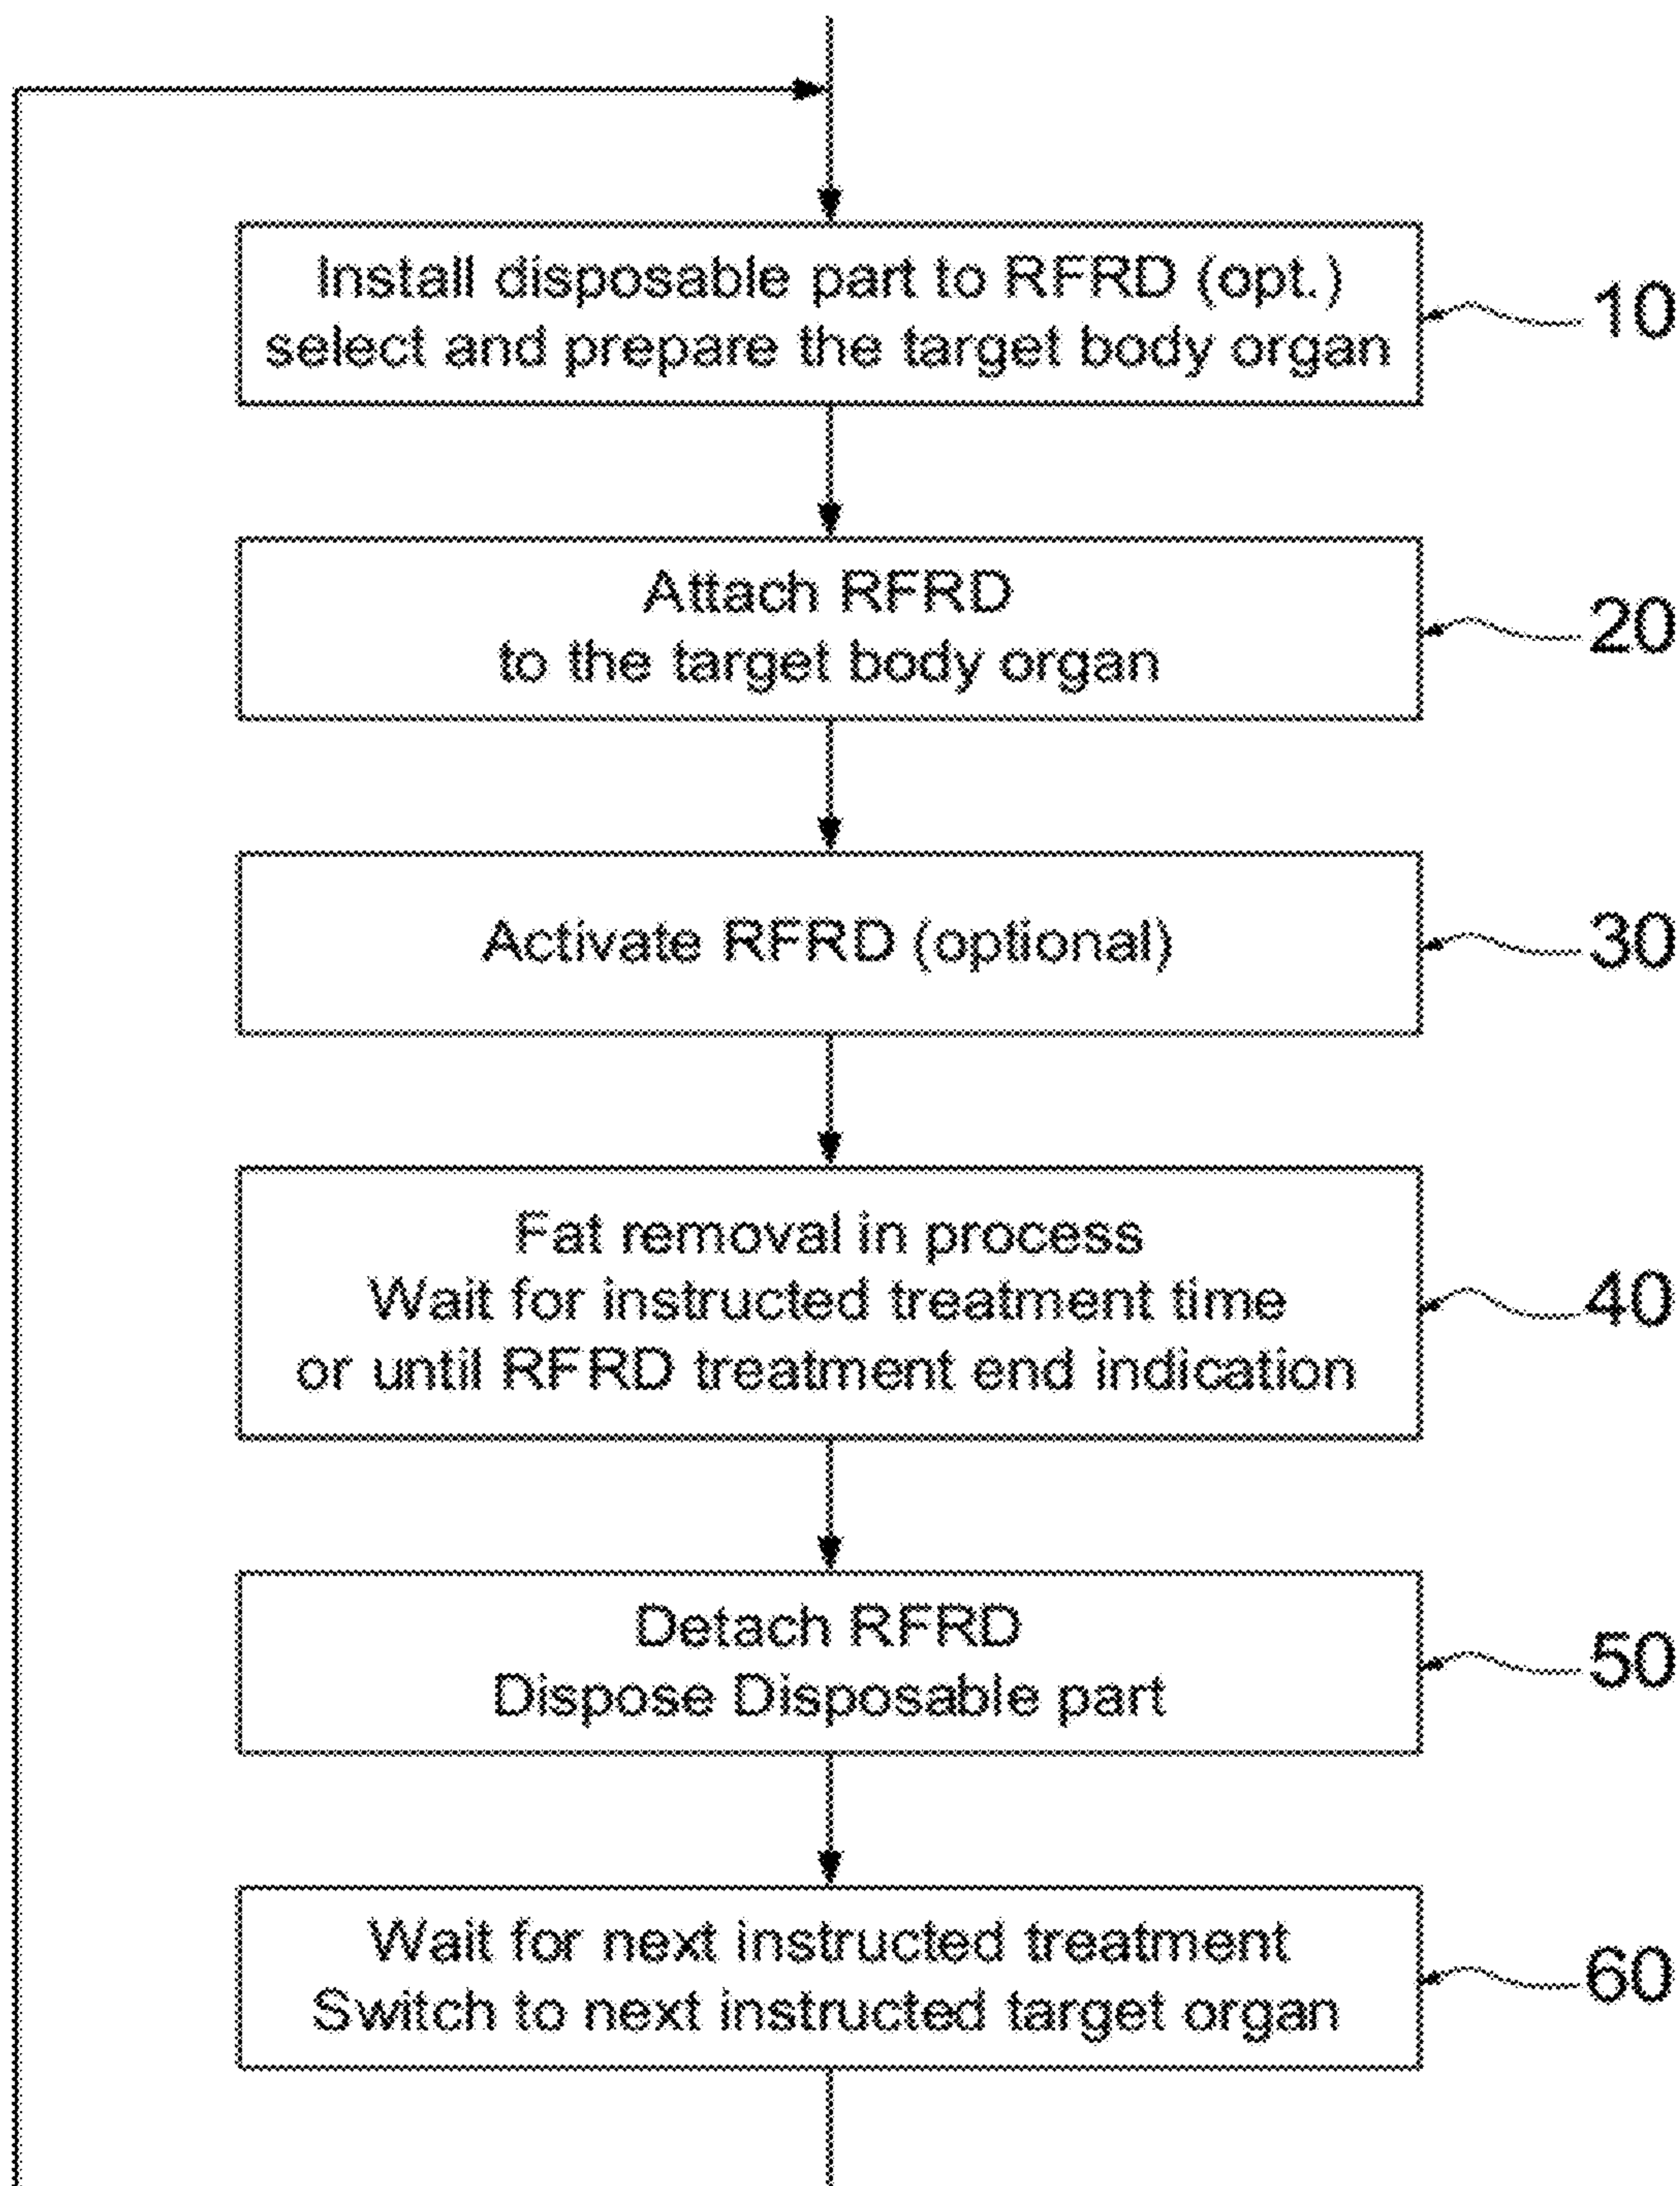 Install disposable part to RFRD (opt.)
select and prepare the target body organ
10
Attach RFRD
to the target body organ
20
Activate RFRD (optional)
30
Fat removal in process
Wait for instructed treatment time
or until RFRD treatment end indication
40
Detach RFRD
Dispose Disposable part
50
Wait for next instructed treatment
Switch to next instructed target organ
60